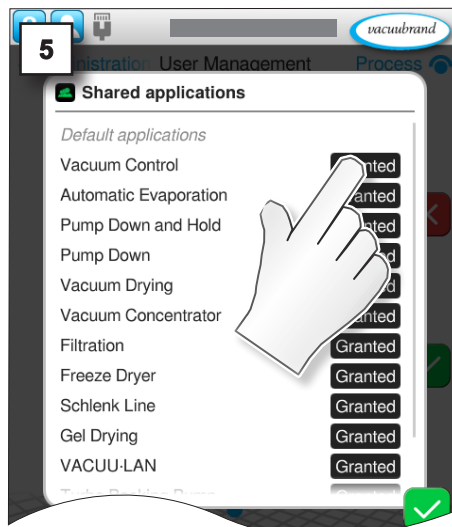 vacuubrand
5
User Management
Process
Shared applications
Default applications
Vacuum Control
Automatic Evaporation
Pump Down and Hold
Pump Down
Vacuum Drying
Vacuum Concentrator
Filtration Granted
Freeze Dryer Granted
Schlenk Line Granted
Gel Drying Granted
VACUU·LAN Granted